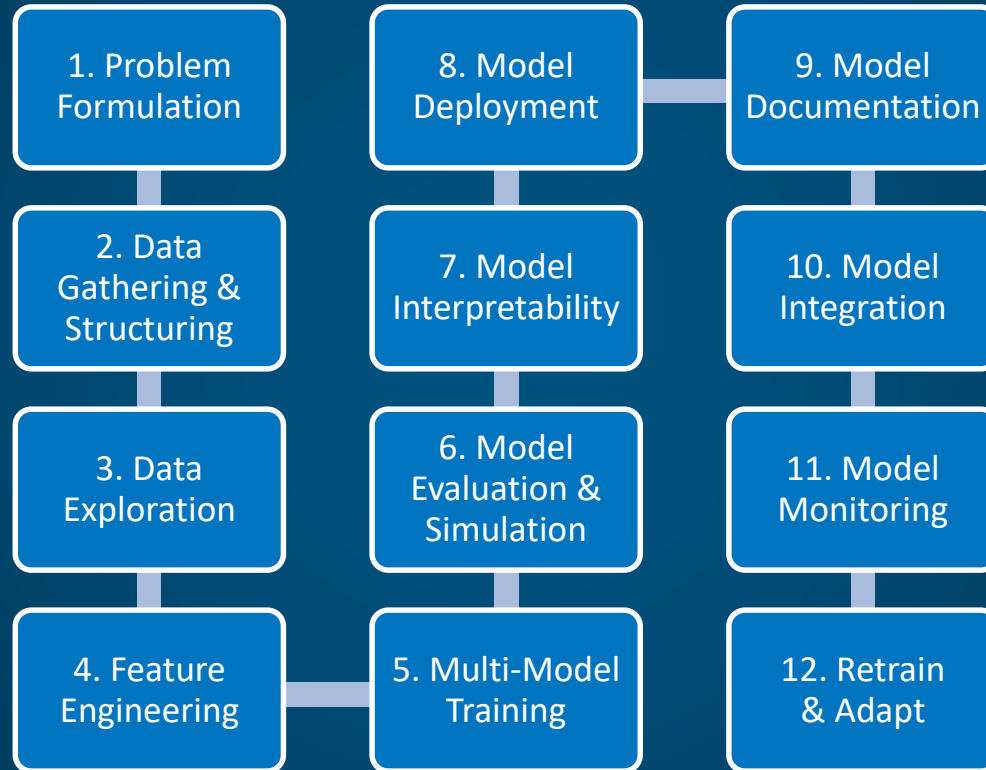 1. Problem
Formulation
2. Data
Gathering &
Structuring
3. Data
Exploration
4. Feature
Engineering
5. Multi-Model
Training
6. Model
Evaluation &
Simulation
7. Model
Interpretability
8. Model
Deployment
9. Model
Documentation
10. Model
Integration
11. Model
Monitoring
12. Retrain
& Adapt